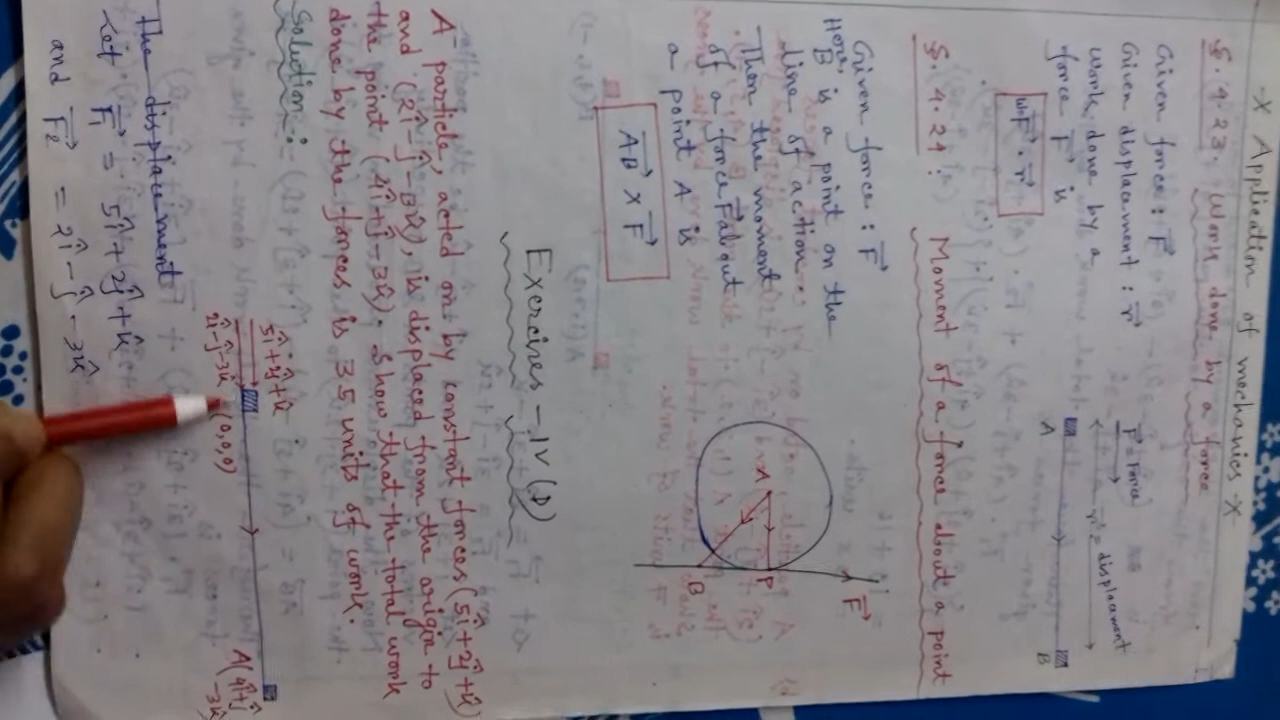 X Application of mechanics X
§. 4.23. Work done by a force
Given force : F
Given displacement : r
work done by a
force F is
W = F . r
F = Force
r = displacement
A
B
§. 4.24 : Moment of a force about a point
Given force : F
Here, B is a point on the
line of action
Then the moment
of a force F about
a point A is
AB X F
A
B
P
F
Exercises - IV (D)
A particle, acted on by constant forces (5î + 2ĵ + k̂)
and (2î - ĵ - 3k̂), is displaced from the origin to
the point (4î + ĵ - 3k̂). Show that the total work
done by the forces is 35 units of work.
Solution :-
5î + 2ĵ + k̂
2î - ĵ - 3k̂
(0,0,0)
A(4î + ĵ
- 3k̂)
The displacement
Let F₁ = 5î + 2ĵ + k̂
and F₂ = 2î - ĵ - 3k̂